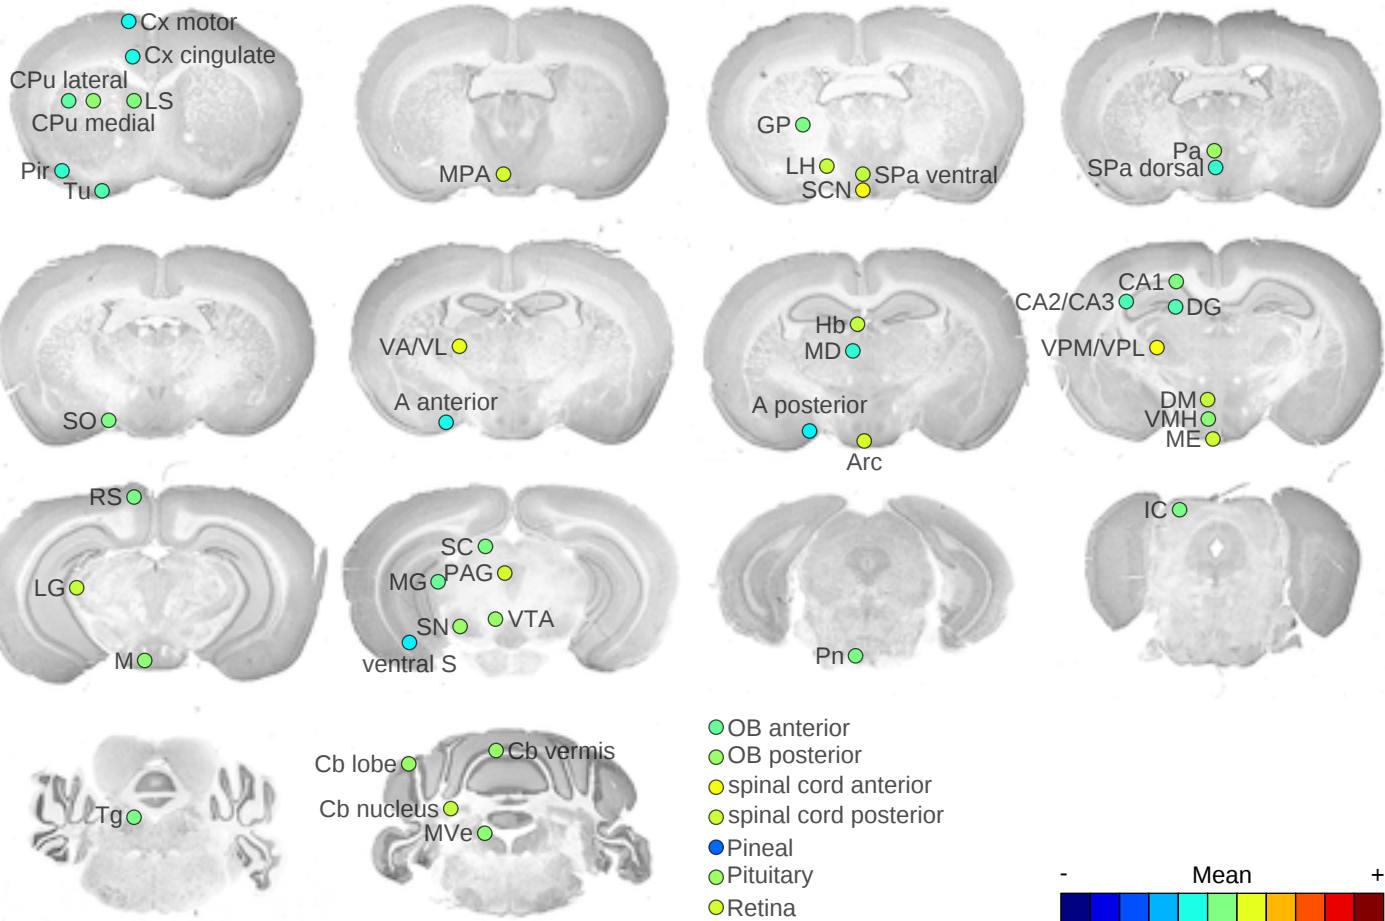 Cx motor
Cx cingulate
CPu lateral
LS
CPu medial
Pir
Tu
MPA
GP
LH
SPa ventral
SCN
Pa
SPa dorsal
SO
VA/VL
A anterior
Hb
MD
A posterior
Arc
CA1
CA2/CA3
DG
VPM/VPL
DM
VMH
ME
RS
LG
M
SC
MG
PAG
SN
VTA
ventral S
Pn
IC
Tg
Cb lobe
Cb vermis
Cb nucleus
MVe
OB anterior
OB posterior
spinal cord anterior
spinal cord posterior
Pineal
Pituitary
Retina
- Mean +